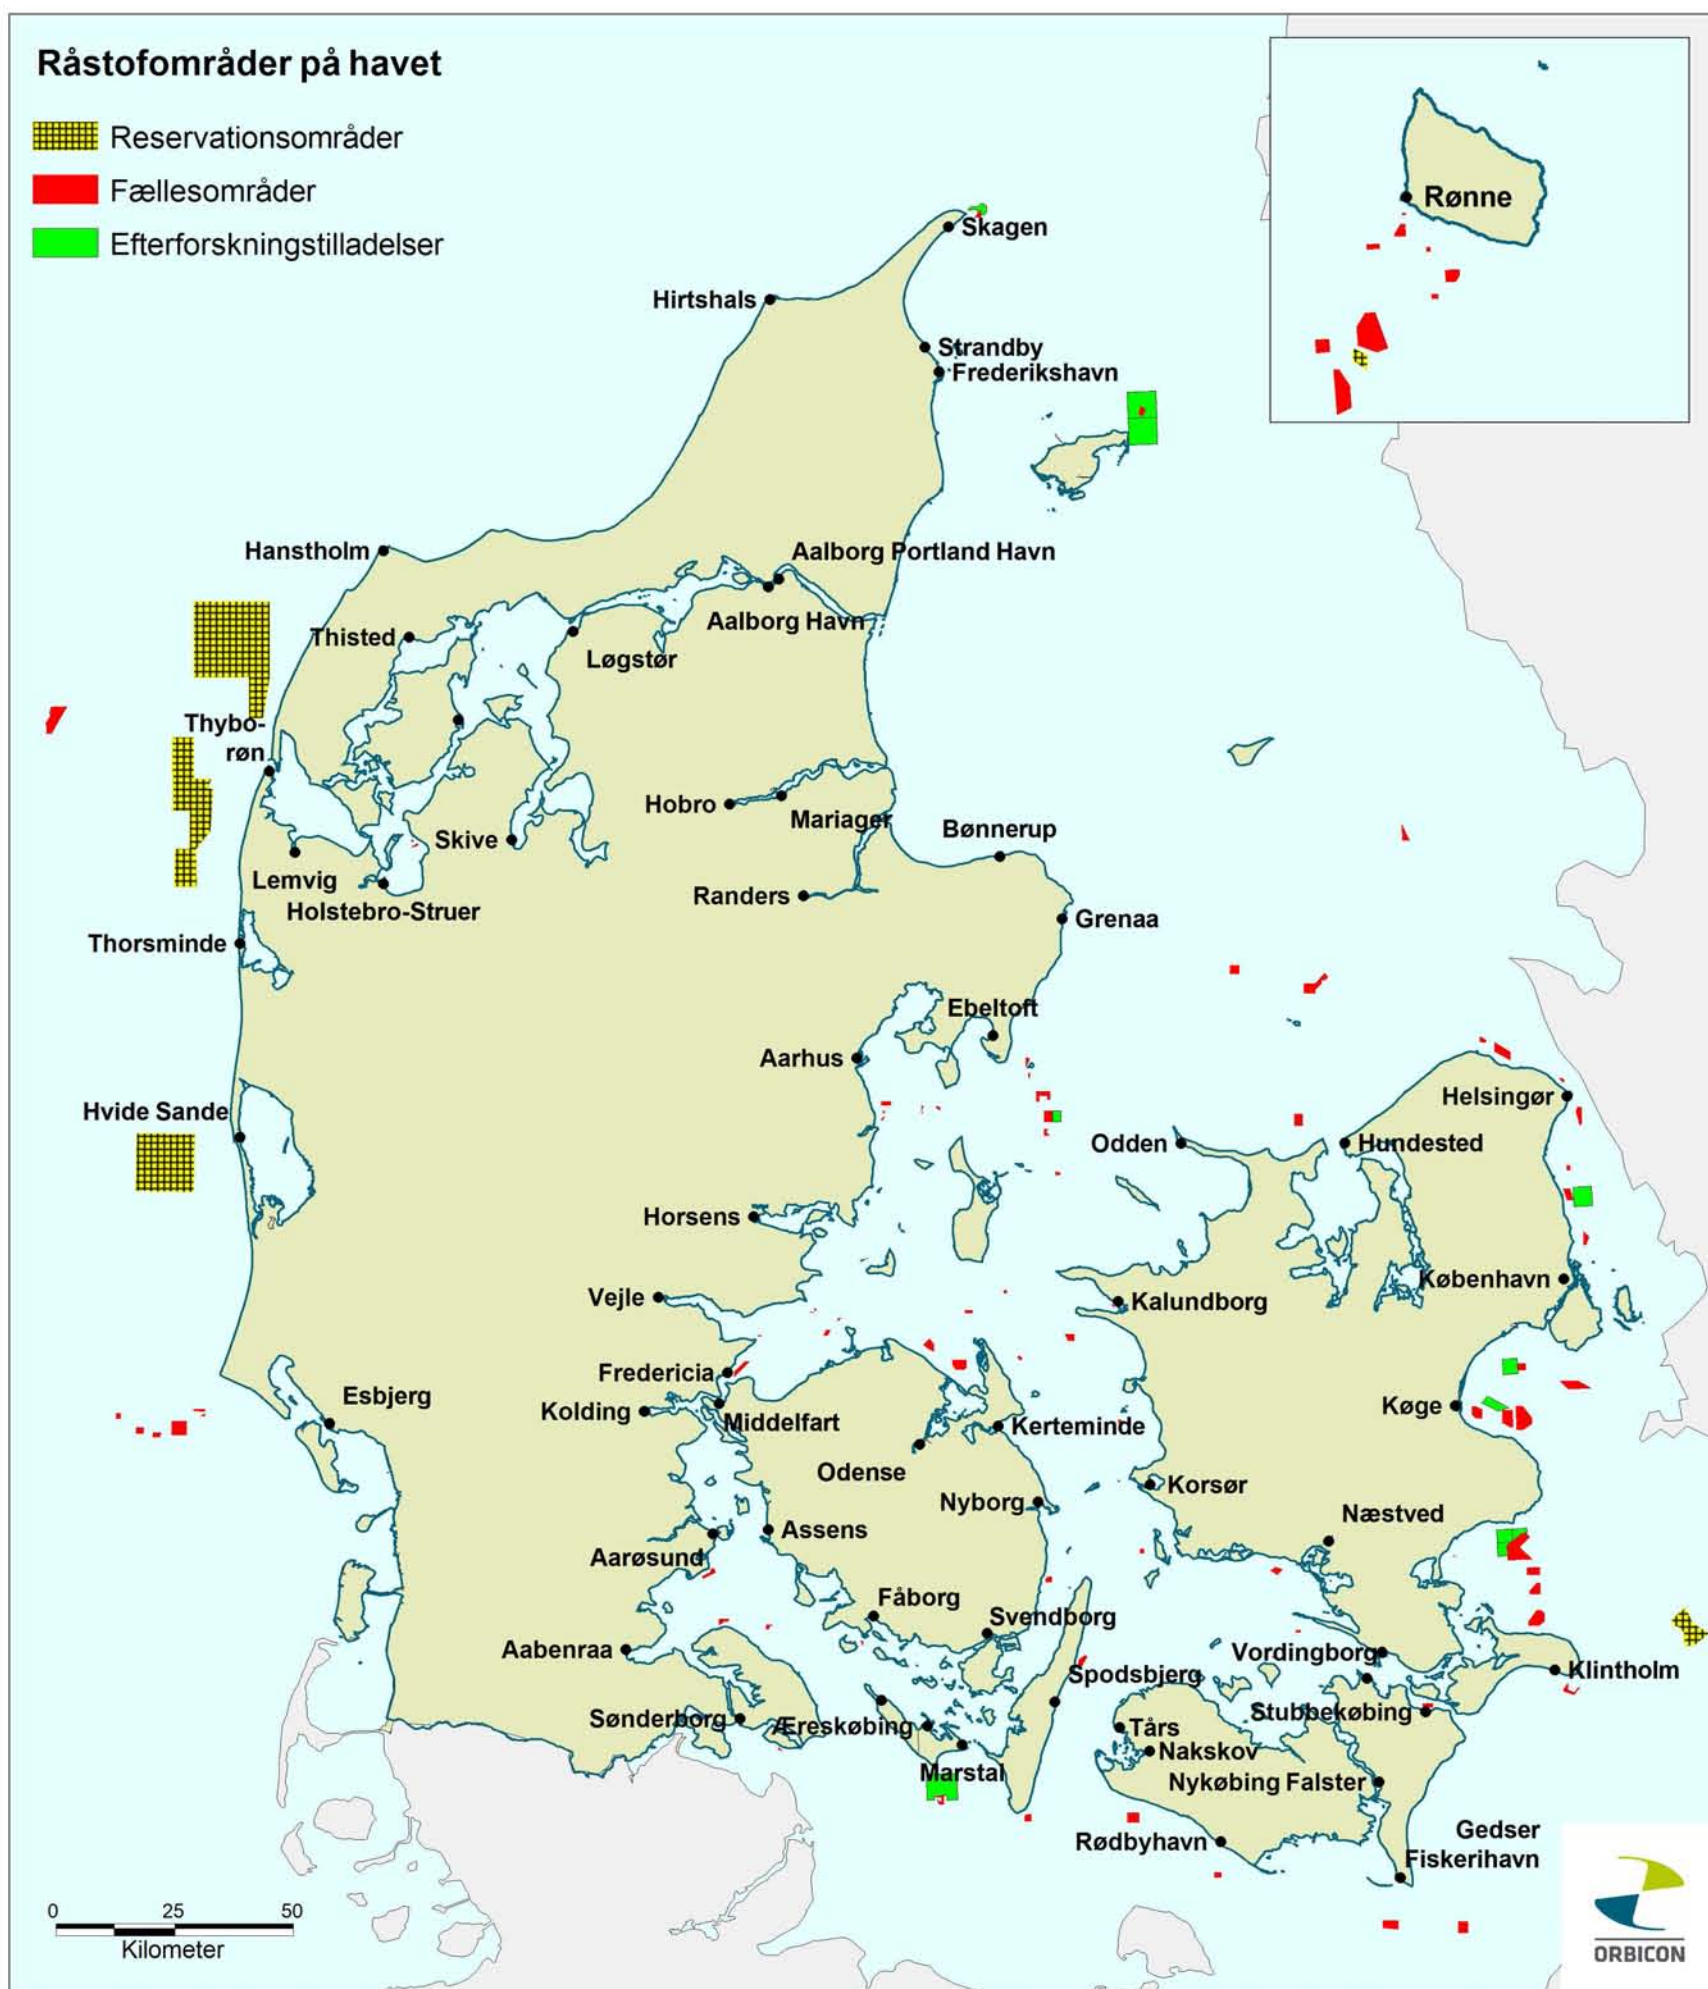 Råstofområder på havet
Reservationsområder
Fællesområder
Efterforskningstilladelser
Rønne
Skagen
Hirtshals
Strandby
Frederikshavn
Hanstholm
Aalborg Portland Havn
Aalborg Havn
Thisted
Løgstør
Thybo-
røn
Hobro
Mariager
Skive
Bønnerup
Lemvig
Randers
Holstebro-Struer
Grenaa
Thorsminde
Ebeltoft
Aarhus
Hvide Sande
Helsingør
Odden
Hundested
Horsens
København
Vejle
Kalundborg
Fredericia
Esbjerg
Kolding
Middelfart
Køge
Kerteminde
Odense
Korsør
Nyborg
Næstved
Assens
Aarøsund
Fåborg
Svendborg
Aabenraa
Vordingborg
Klintholm
Spodsbjerg
Sønderborg
Æreskøbing
Stubbekøbing
Tårs
Nakskov
Marstal
Nykøbing Falster
Rødbyhavn
Gedser
Fiskerihavn
0 25 50
Kilometer
ORBICON